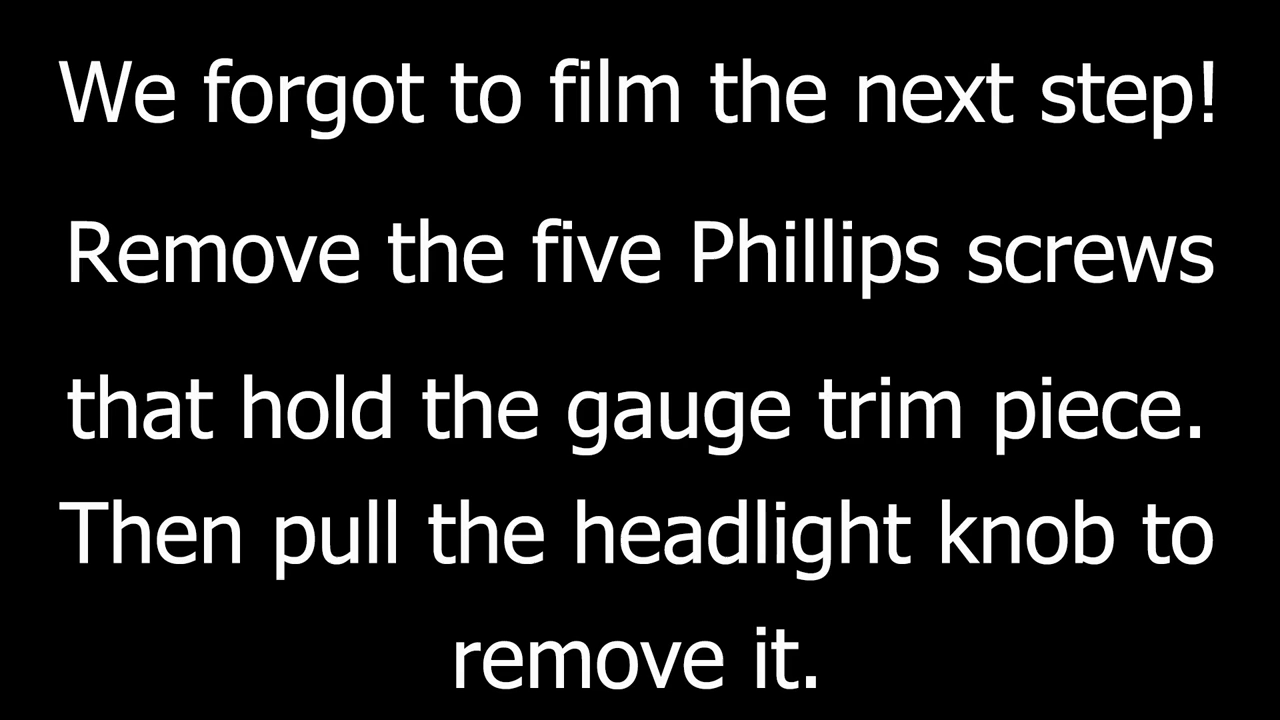 We forgot to film the next step!
Remove the five Phillips screws
that hold the gauge trim piece.
Then pull the headlight knob to
remove it.